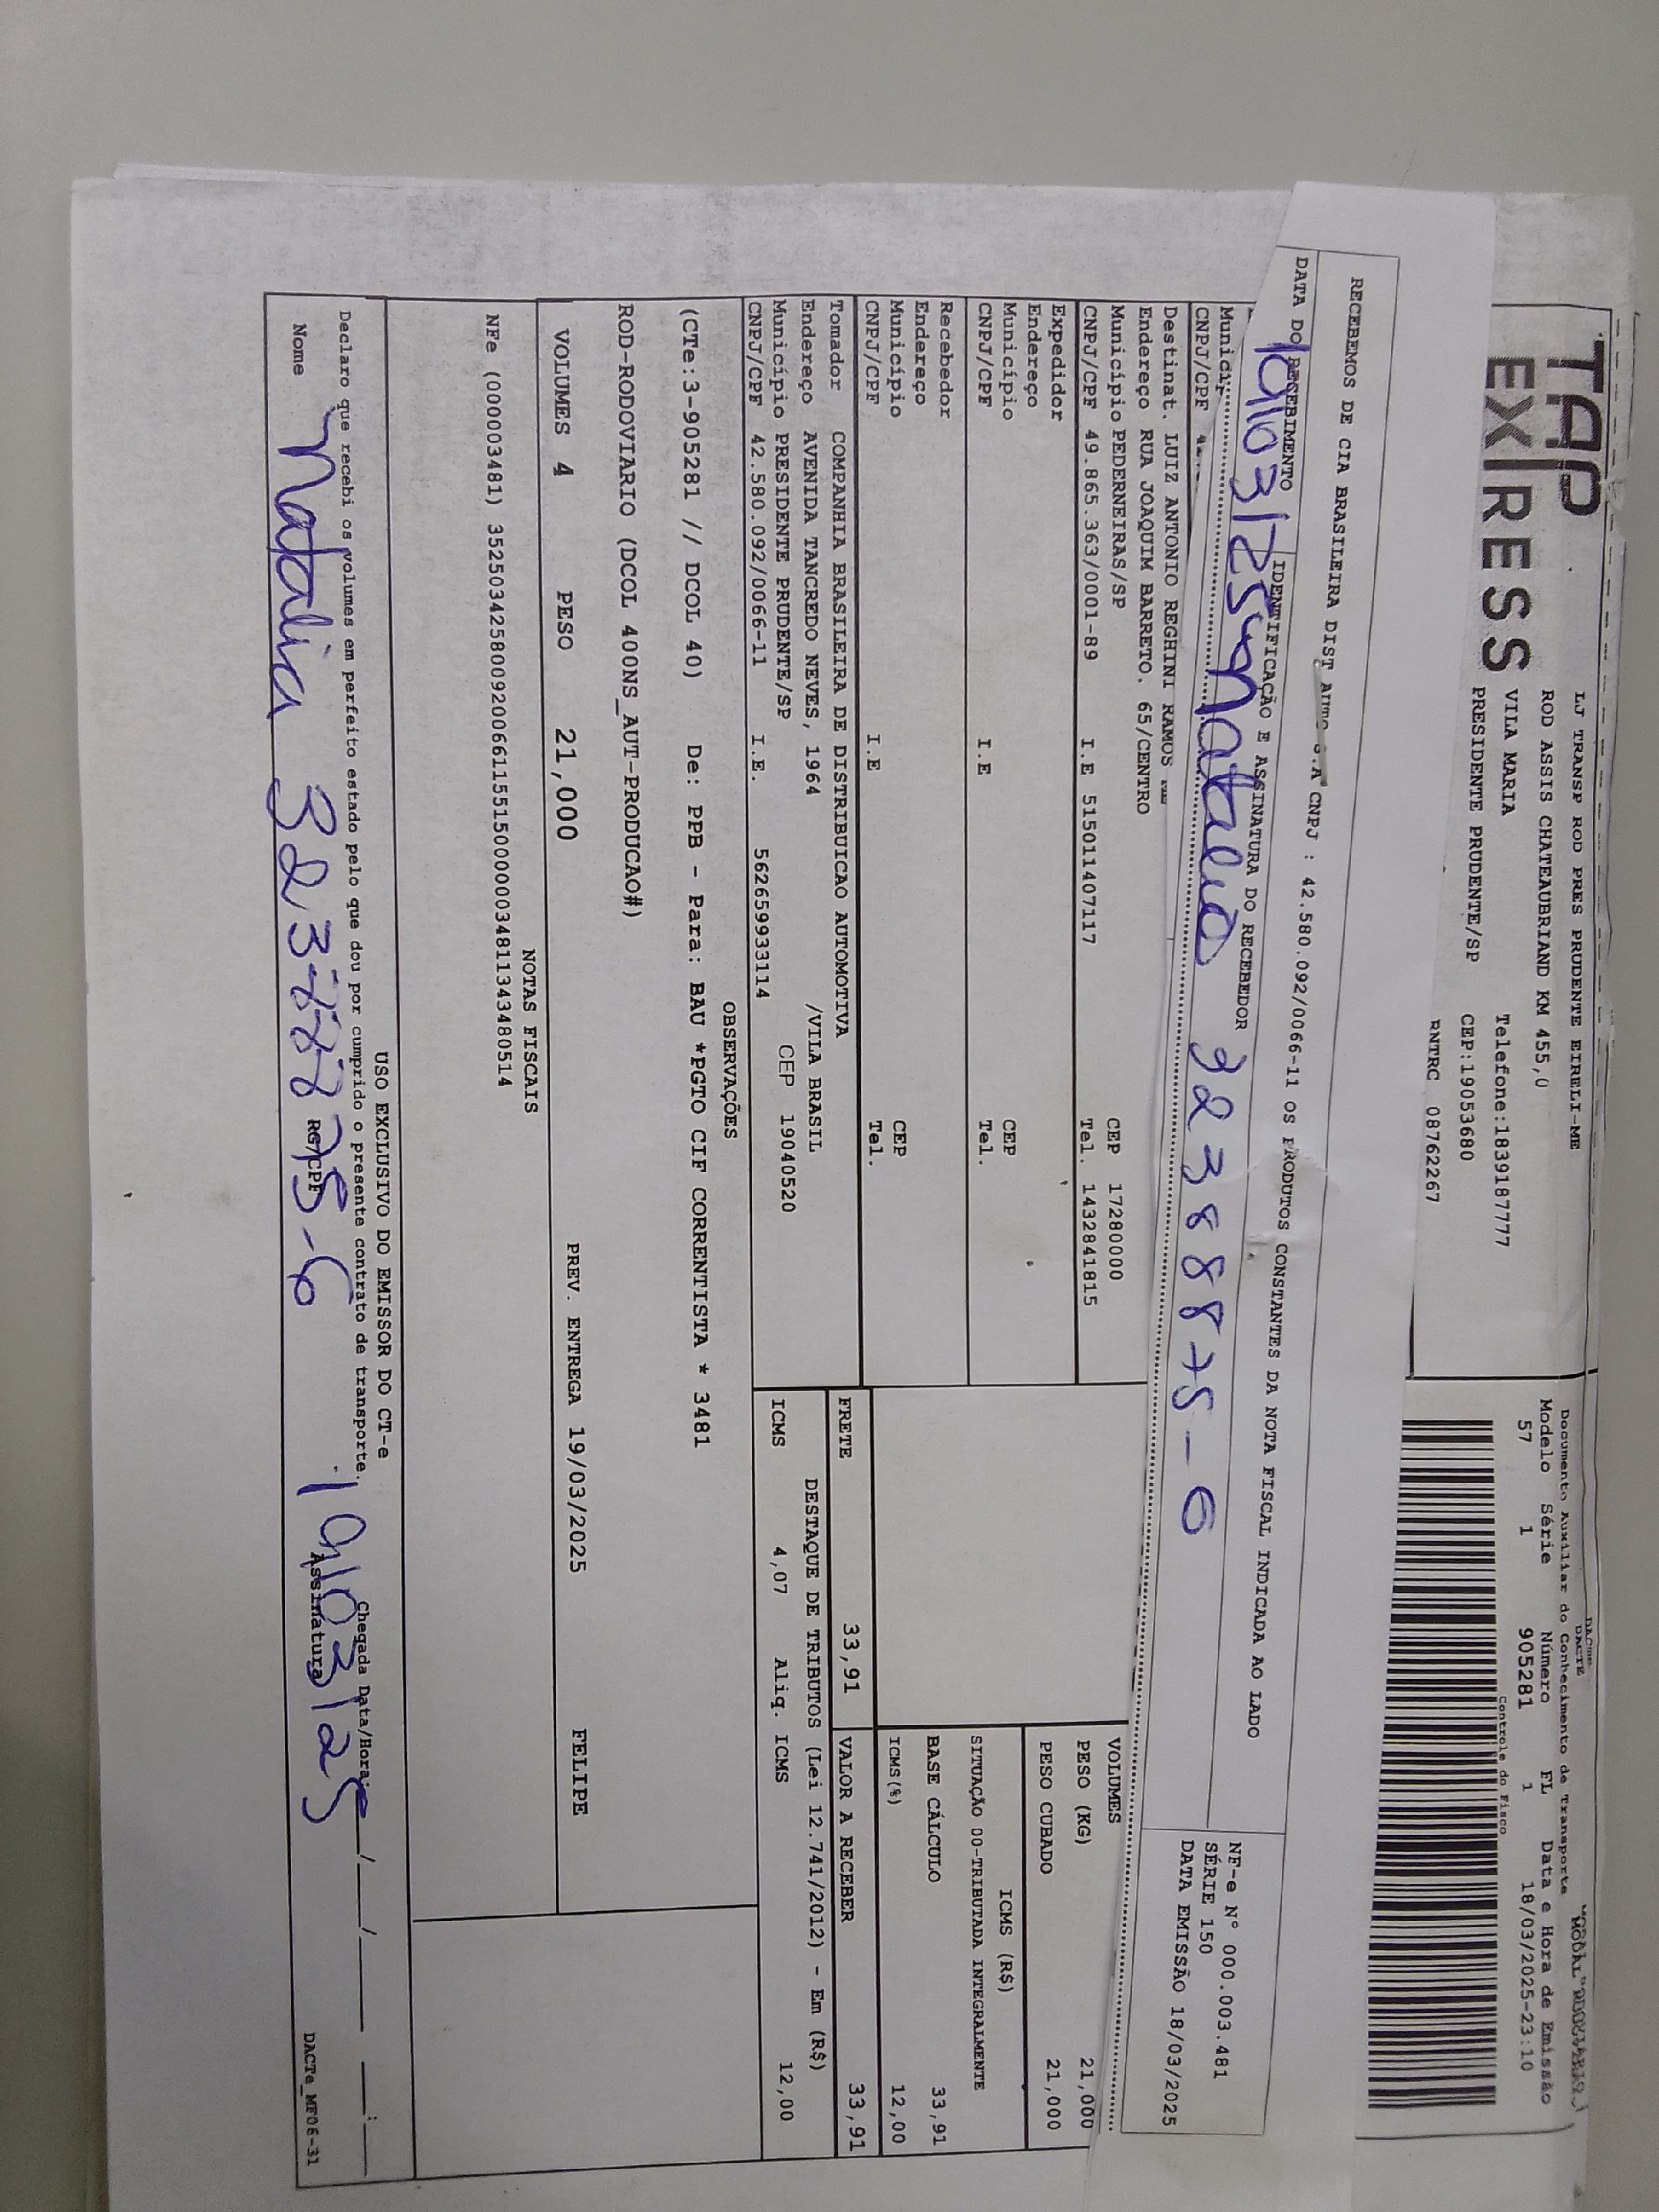 TAP
EXPRESS
LJ TRANSP ROD PRES PRUDENTE EIRELI-ME
ROD ASSIS CHATEAUBRIAND KM 455,0
VILA MARIA Telefone:1839187777
PRESIDENTE PRUDENTE/SP CEP:19053680
RNTRC 08762267
DACTE
Documento Auxiliar do Conhecimento de Transporte
Modelo Série Número FL Data e Hora de Emissão
57 1 905281 1 18/03/2025-23:10
Controle do Fisco
RECEBEMOS DE CIA BRASILEIRA DIST AUTO S.A CNPJ : 42.580.092/0066-11 OS PRODUTOS CONSTANTES DA NOTA FISCAL INDICADA AO LADO
DATA DO RECEBIMENTO IDENTIFICAÇÃO E ASSINATURA DO RECEBEDOR
19/03/25 Natalia 32388875-6
NF-e Nº 000.003.481
SÉRIE 150
DATA EMISSÃO 18/03/2025
CNPJ/CPF
Destinat. LUIZ ANTONIO REGHINI RAMOS
Endereço RUA JOAQUIM BARRETO. 65/CENTRO
Município PEDERNEIRAS/SP CEP 17280000
CNPJ/CPF 49.865.363/0001-89 I.E 515011407117 Tel. 1432841815
Expedidor
Endereço
Município CEP
CNPJ/CPF I.E Tel.
Recebedor
Endereço
Município CEP
CNPJ/CPF I.E Tel.
VOLUMES
PESO (KG) 21,000
PESO CUBADO 21,000
ICMS (R$)
SITUAÇÃO 00-TRIBUTADA INTEGRALMENTE
BASE CÁLCULO 33,91
ICMS(%) 12,00
Tomador COMPANHIA BRASILEIRA DE DISTRIBUICAO AUTOMOTIVA
Endereço AVENIDA TANCREDO NEVES, 1964 /VILA BRASIL
Município PRESIDENTE PRUDENTE/SP CEP 19040520
CNPJ/CPF 42.580.092/0066-11 I.E. 562659933114
FRETE 33,91 VALOR A RECEBER 33,91
DESTAQUE DE TRIBUTOS (Lei 12.741/2012) - Em (R$)
ICMS 4,07 Aliq. ICMS 12,00
OBSERVAÇÕES
(CTe:3-905281 // DCOL 40) De: PPB - Para: BAU *PGTO CIF CORRENTISTA * 3481
ROD-RODOVIARIO (DCOL 400NS_AUT-PRODUCAO#)
VOLUMES 4 PESO 21,000 PREV. ENTREGA 19/03/2025 FELIPE
NOTAS FISCAIS
NFe (000003481) 35250342580092006611551500000034811343480514
USO EXCLUSIVO DO EMISSOR DO CT-e
Declaro que recebi os volumes em perfeito estado pelo que dou por cumprido o presente contrato de transporte. Chegada Data/Hora:
Nome Natalia 32.388875-6 RG/CPF 19/03/25 Assinatura
DACTe_MF06-31